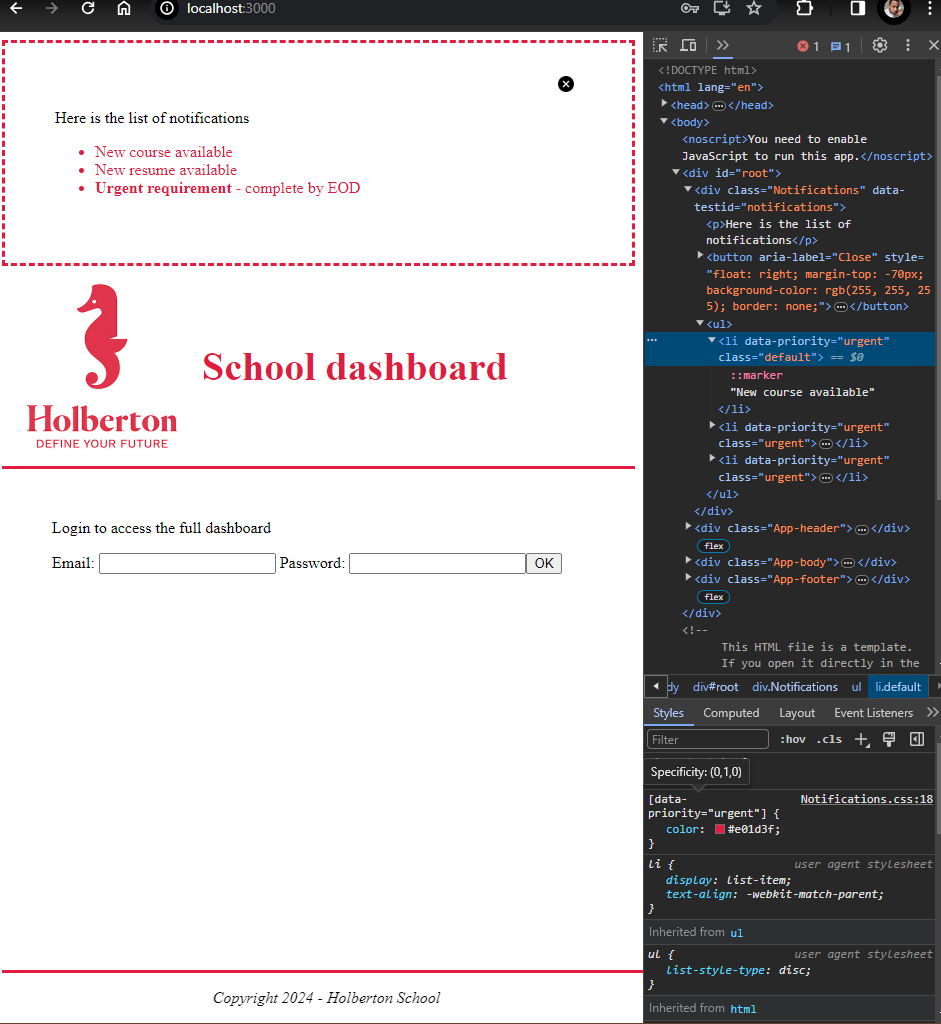 localhost:3000
Here is the list of notifications
New course available
New resume available
Urgent requirement - complete by EOD
Holberton
DEFINE YOUR FUTURE
School dashboard
Login to access the full dashboard
Email:
Password:
OK
Copyright 2024 - Holberton School
1
1
<!DOCTYPE html>
<html lang="en">
<head>…</head>
<body>
<noscript>You need to enable
JavaScript to run this app.</noscript>
<div id="root">
<div class="Notifications" data-
testid="notifications">
<p>Here is the list of
notifications</p>
<button aria-label="Close" style=
"float: right; margin-top: -70px;
background-color: rgb(255, 255, 25
5); border: none;">…</button>
<ul>
<li data-priority="urgent"
class="default"> == $0
::marker
"New course available"
</li>
<li data-priority="urgent"
class="urgent">…</li>
<li data-priority="urgent"
class="urgent">…</li>
</ul>
</div>
<div class="App-header">…</div>
flex
<div class="App-body">…</div>
<div class="App-footer">…</div>
flex
</div>
<!--
This HTML file is a template.
If you open it directly in the
dy div#root div.Notifications ul li.default
Styles Computed Layout Event Listeners
Filter :hov .cls
Specificity: (0,1,0)
[data- Notifications.css:18
priority="urgent"] {
color: #e01d3f;
}
li { user agent stylesheet
display: list-item;
text-align: -webkit-match-parent;
}
Inherited from ul
ul { user agent stylesheet
list-style-type: disc;
}
Inherited from html